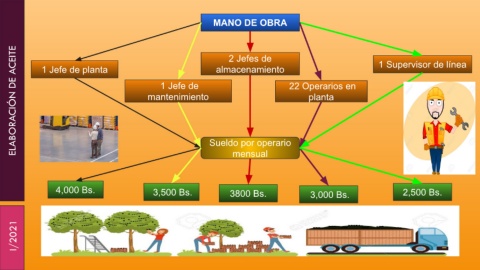 ELABORACIÓN DE ACEITE
I/2021
MANO DE OBRA
1 Jefe de planta
2 Jefes de
almacenamiento
1 Supervisor de línea
1 Jefe de
mantenimiento
22 Operarios en
planta
Sueldo por operario
mensual
4,000 Bs.
3,500 Bs.
3800 Bs.
3,000 Bs.
2,500 Bs.